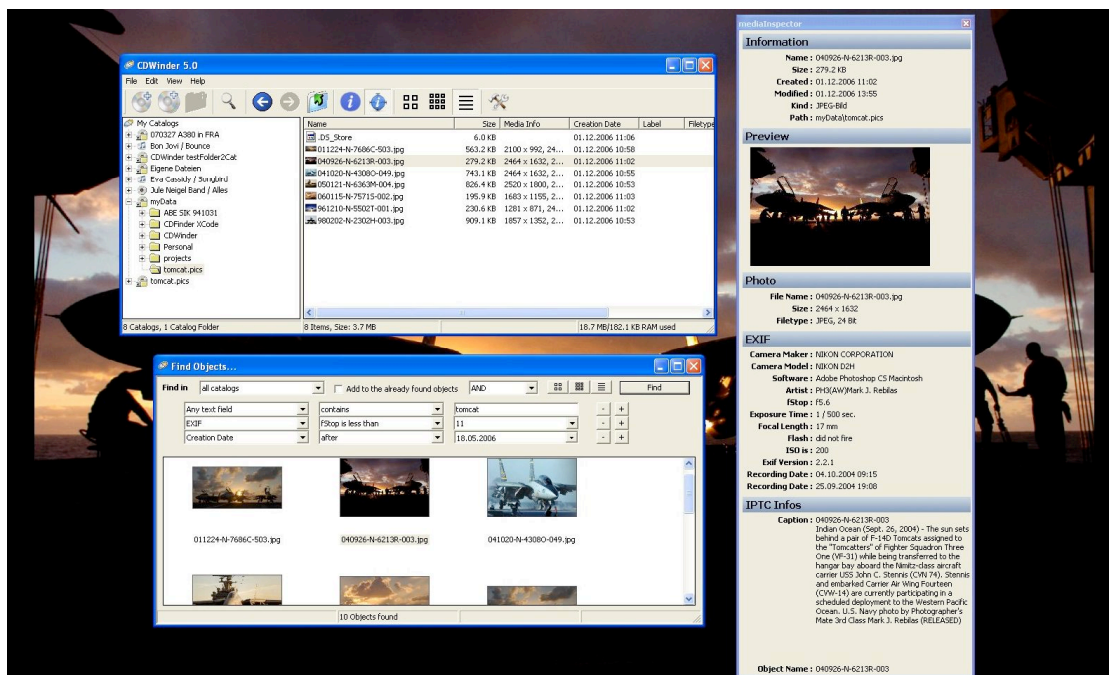 CDWinder 5.0
File Edit View Help
My Catalogs
070327 A380 in FRA
Bon Jovi / Bounce
CDWinder testFolder2Cat
Eigene Dateien
Eva Cassidy / Songbird
Jule Neigel Band / Alles
myData
ABE SIK 941031
CDFinder XCode
CDWinder
Personal
projects
tomcat.pics
tomcat.pics
Name Size Media Info Creation Date Label Filetype
.DS_Store 6.0 KB 01.12.2006 11:06
011224-N-7686C-503.jpg 563.2 KB 2100 x 992, 24... 01.12.2006 10:58
040926-N-6213R-003.jpg 279.2 KB 2464 x 1632, 2... 01.12.2006 11:02
041020-N-4308O-049.jpg 743.1 KB 2464 x 1632, 2... 01.12.2006 10:55
050121-N-6363M-004.jpg 826.4 KB 2520 x 1800, 2... 01.12.2006 10:53
060115-N-7571S-002.jpg 195.9 KB 1683 x 1155, 2... 01.12.2006 11:03
961210-N-5502T-001.jpg 230.6 KB 1281 x 871, 24... 01.12.2006 11:02
980202-N-2302H-003.jpg 909.1 KB 1857 x 1352, 2... 01.12.2006 10:53
8 Catalogs, 1 Catalog Folder 8 Items, Size: 3.7 MB 18.7 MB/182.1 KB RAM used
Find Objects...
Find in all catalogs Add to the already found objects AND Find
Any text field contains tomcat - +
EXIF fStop is less than 11 - +
Creation Date after 18.05.2006 - +
011224-N-7686C-503.jpg 040926-N-6213R-003.jpg 041020-N-4308O-049.jpg
10 Objects found
mediaInspector
Information
Name : 040926-N-6213R-003.jpg
Size : 279.2 KB
Created : 01.12.2006 11:02
Modified : 01.12.2006 13:55
Kind : JPEG-Bild
Path : myData\tomcat.pics
Preview
Photo
File Name : 040926-N-6213R-003.jpg
Size : 2464 x 1632
Filetype : JPEG, 24 Bit
EXIF
Camera Maker : NIKON CORPORATION
Camera Model : NIKON D2H
Software : Adobe Photoshop CS Macintosh
Artist : PH3(AW)Mark J. Rebilas
fStop : f5.6
Exposure Time : 1 / 500 sec.
Focal Length : 17 mm
Flash : did not fire
ISO is : 200
Exif Version : 2.2.1
Recording Date : 04.10.2004 09:15
Recording Date : 25.09.2004 19:08
IPTC Infos
Caption : 040926-N-6213R-003
Indian Ocean (Sept. 26, 2004) - The sun sets
behind a pair of F-14D Tomcats assigned to
the "Tomcatters" of Fighter Squadron Three
One (VF-31) while being transferred to the
hangar bay aboard the Nimitz-class aircraft
carrier USS John C. Stennis (CVN 74). Stennis
and embarked Carrier Air Wing Fourteen
(CVW-14) are currently participating in a
scheduled deployment to the Western Pacific
Ocean. U.S. Navy photo by Photographer's
Mate 3rd Class Mark J. Rebilas (RELEASED)
Object Name : 040926-N-6213R-003